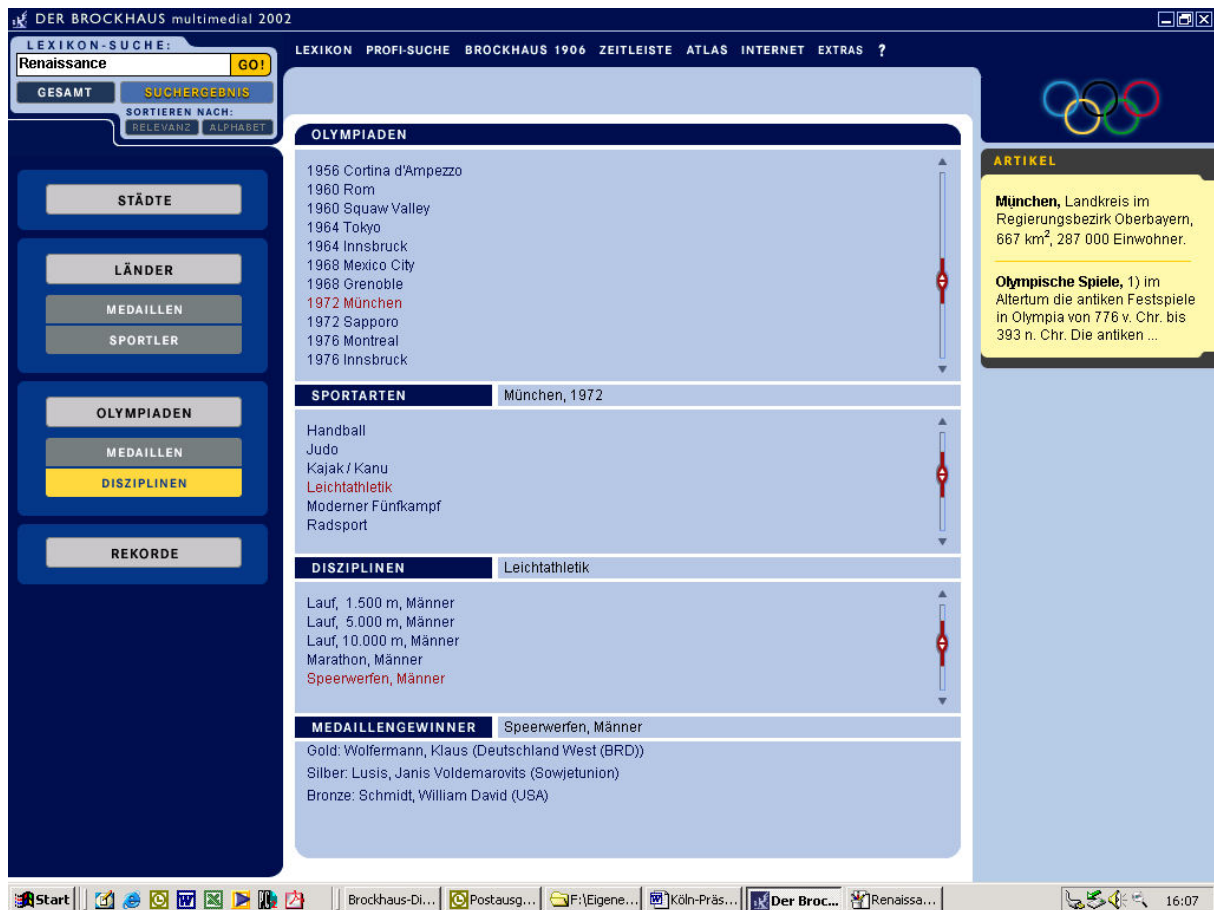 DER BROCKHAUS multimedial 2002
LEXIKON-SUCHE:
Renaissance GO!
GESAMT SUCHERGEBNIS
SORTIEREN NACH:
RELEVANZ ALPHABET
LEXIKON PROFI-SUCHE BROCKHAUS 1906 ZEITLEISTE ATLAS INTERNET EXTRAS ?
STÄDTE
LÄNDER
MEDAILLEN
SPORTLER
OLYMPIADEN
MEDAILLEN
DISZIPLINEN
REKORDE
OLYMPIADEN
1956 Cortina d'Ampezzo
1960 Rom
1960 Squaw Valley
1964 Tokyo
1964 Innsbruck
1968 Mexico City
1968 Grenoble
1972 München
1972 Sapporo
1976 Montreal
1976 Innsbruck
SPORTARTEN München, 1972
Handball
Judo
Kajak / Kanu
Leichtathletik
Moderner Fünfkampf
Radsport
DISZIPLINEN Leichtathletik
Lauf, 1.500 m, Männer
Lauf, 5.000 m, Männer
Lauf, 10.000 m, Männer
Marathon, Männer
Speerwerfen, Männer
MEDAILLENGEWINNER Speerwerfen, Männer
Gold: Wolfermann, Klaus (Deutschland West (BRD))
Silber: Lusis, Janis Voldemarovits (Sowjetunion)
Bronze: Schmidt, William David (USA)
ARTIKEL
München, Landkreis im
Regierungsbezirk Oberbayern,
667 km², 287 000 Einwohner.
Olympische Spiele, 1) im
Altertum die antiken Festspiele
in Olympia von 776 v. Chr. bis
393 n. Chr. Die antiken ...
Start Brockhaus-Di... Postausg... F:\Eigene... Köln-Präs... Der Broc... Renaissa... 16:07